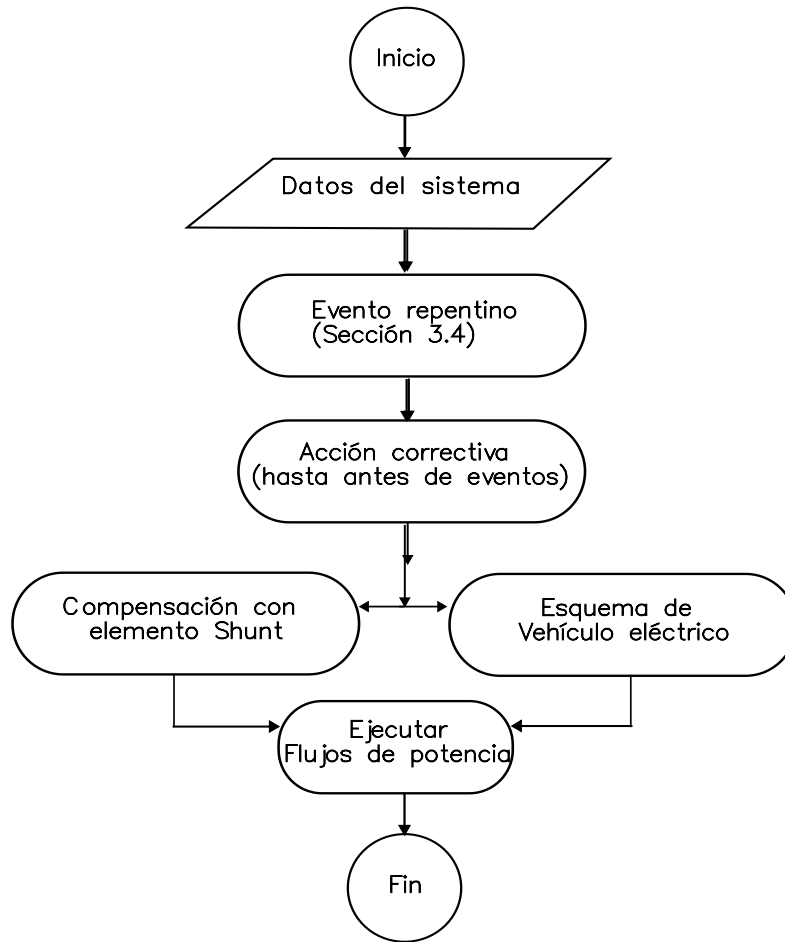 Inicio
Datos del sistema
Evento repentino
(Sección 3.4)
Acción correctiva
(hasta antes de eventos)
Compensación con
elemento Shunt
Esquema de
Vehículo eléctrico
Ejecutar
Flujos de potencia
Fin